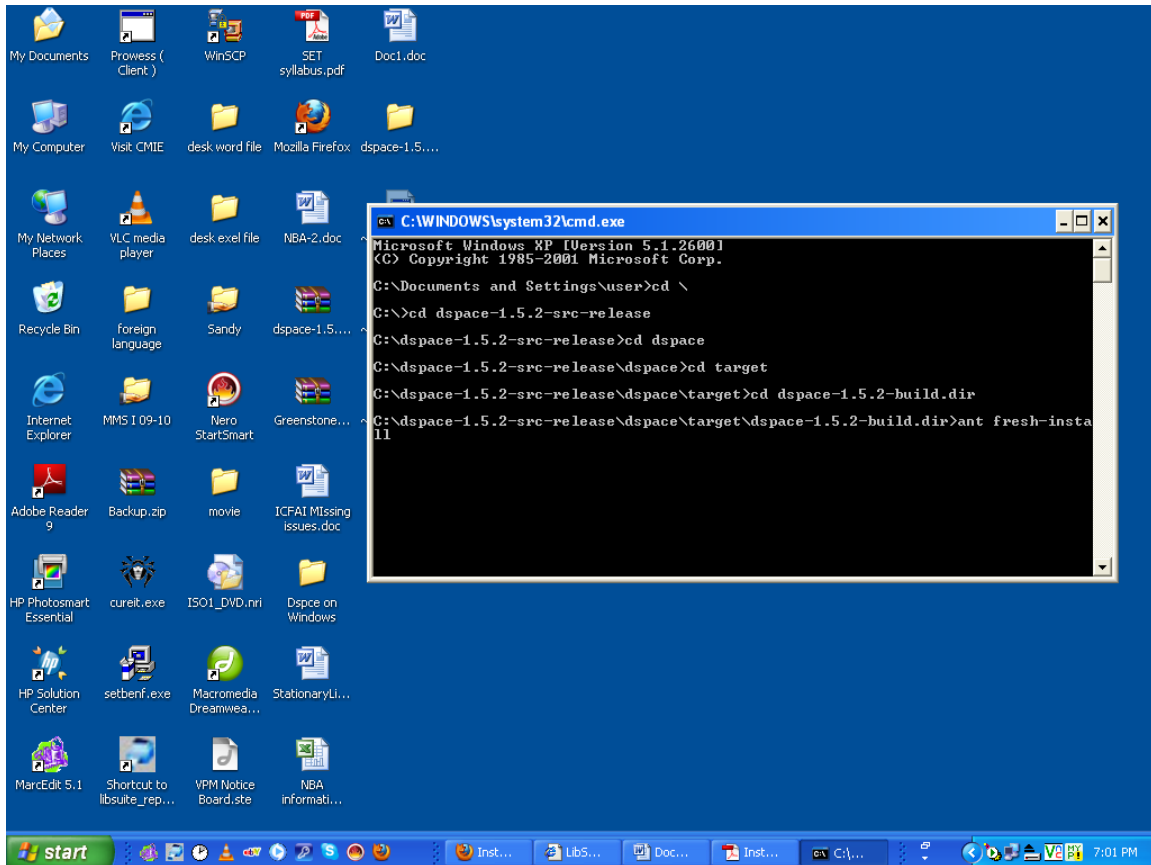 My Documents
Prowess (
Client )
WinSCP
SET
syllabus.pdf
Doc1.doc
My Computer
Visit CMIE
desk word file
Mozilla Firefox
dspace-1.5....
My Network
Places
VLC media
player
desk exel file
NBA-2.doc
Recycle Bin
foreign
language
Sandy
dspace-1.5....
Internet
Explorer
MMS I 09-10
Nero
StartSmart
Greenstone...
Adobe Reader
9
Backup.zip
movie
ICFAI MIssing
issues.doc
HP Photosmart
Essential
cureit.exe
ISO1_DVD.nri
Dspce on
Windows
HP Solution
Center
setbenf.exe
Macromedia
Dreamwea...
StationaryLi...
MarcEdit 5.1
Shortcut to
libsuite_rep...
VPM Notice
Board.ste
NBA
informati...
C:\WINDOWS\system32\cmd.exe
Microsoft Windows XP [Version 5.1.2600]
(C) Copyright 1985-2001 Microsoft Corp.
C:\Documents and Settings\user>cd \
C:\>cd dspace-1.5.2-src-release
C:\dspace-1.5.2-src-release>cd dspace
C:\dspace-1.5.2-src-release\dspace>cd target
C:\dspace-1.5.2-src-release\dspace\target>cd dspace-1.5.2-build.dir
C:\dspace-1.5.2-src-release\dspace\target\dspace-1.5.2-build.dir>ant fresh-insta
ll
start
Inst...
LibS...
Doc...
Inst...
C:\...
7:01 PM